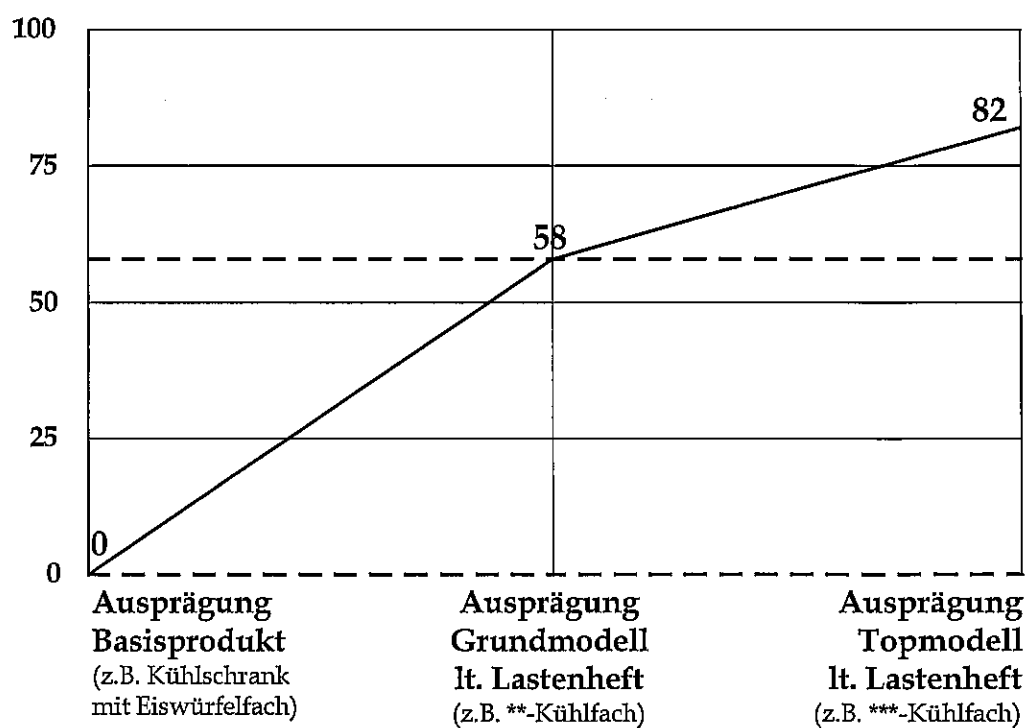 100
82
75
58
50
25
0
0
Ausprägung
Basisprodukt
(z.B. Kühlschrank
mit Eiswürfelfach)
Ausprägung
Grundmodell
lt. Lastenheft
(z.B. **-Kühlfach)
Ausprägung
Topmodell
lt. Lastenheft
(z.B. ***-Kühlfach)